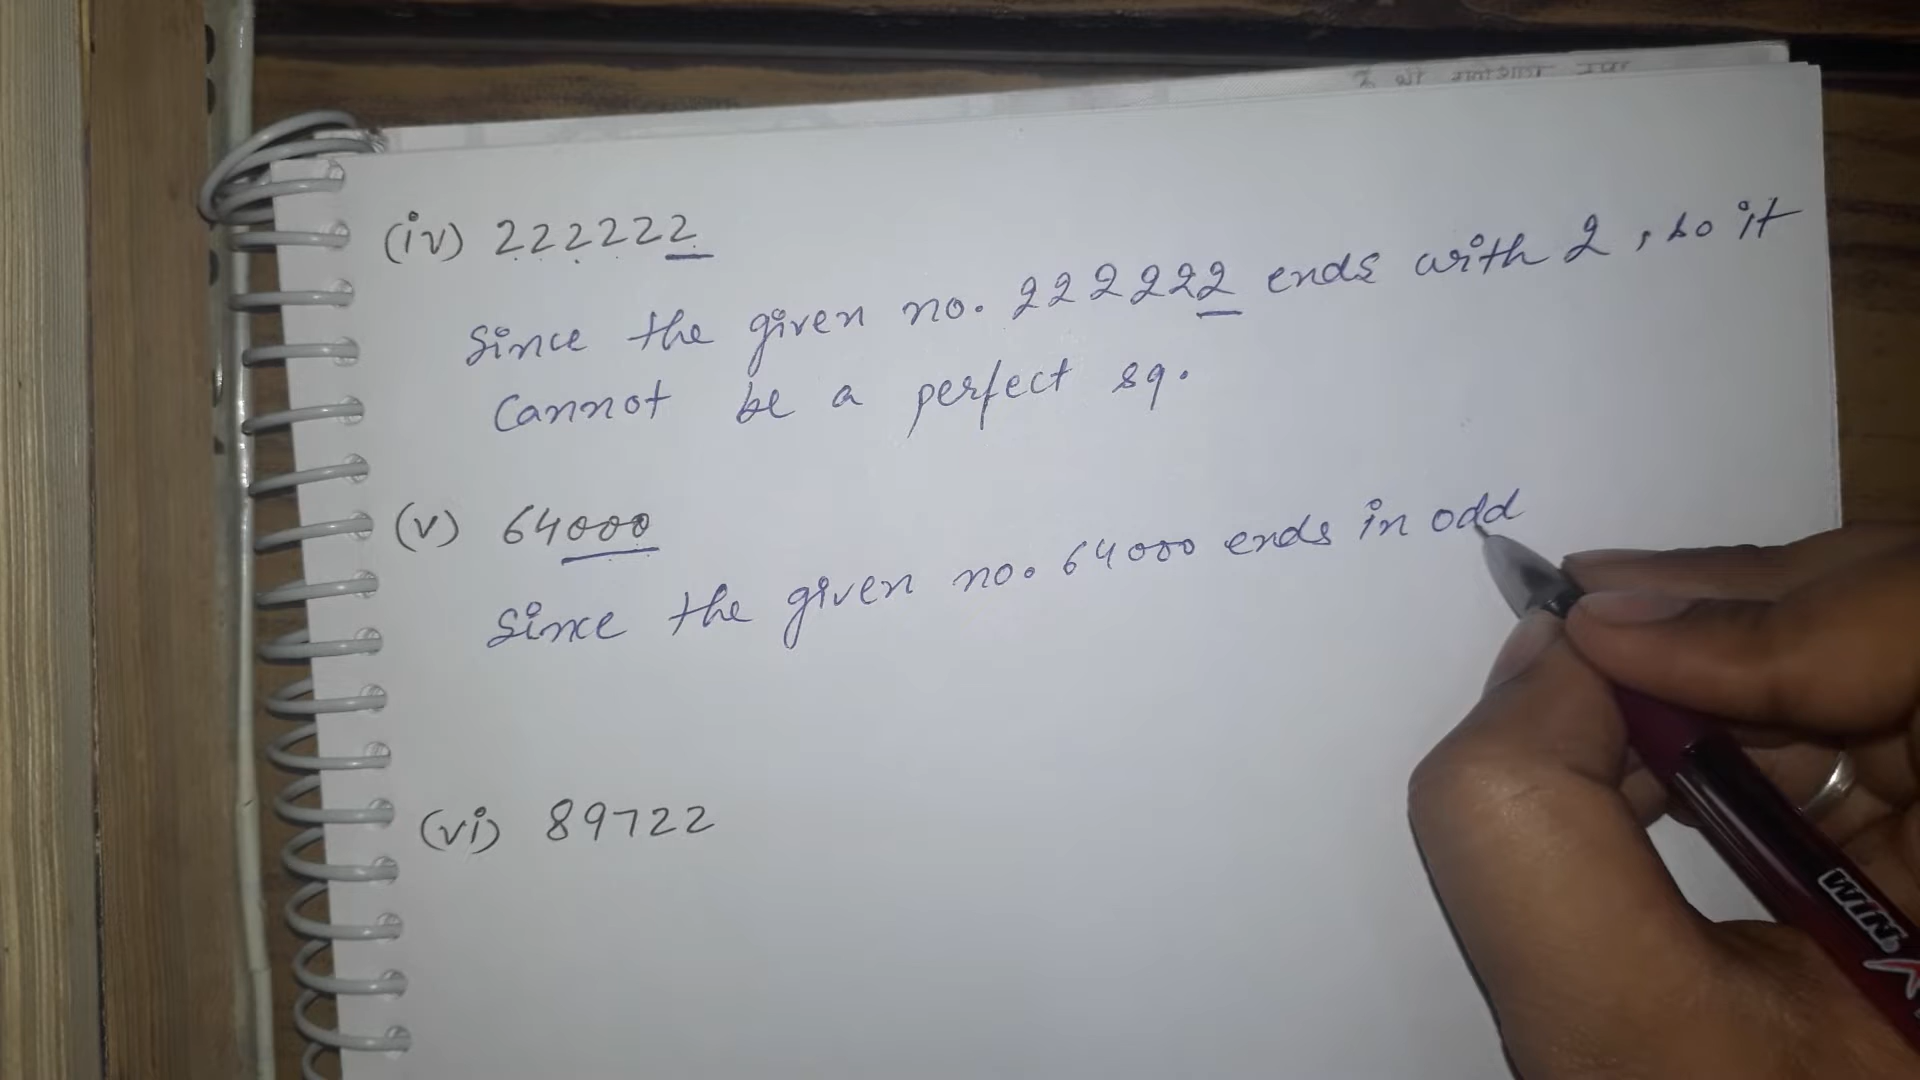 (iv) 222222
Since the given no. 222222 ends with 2, so it
cannot be a perfect sq.
(v) 64000
Since the given no. 64000 ends in odd
(vi) 89722
WIN